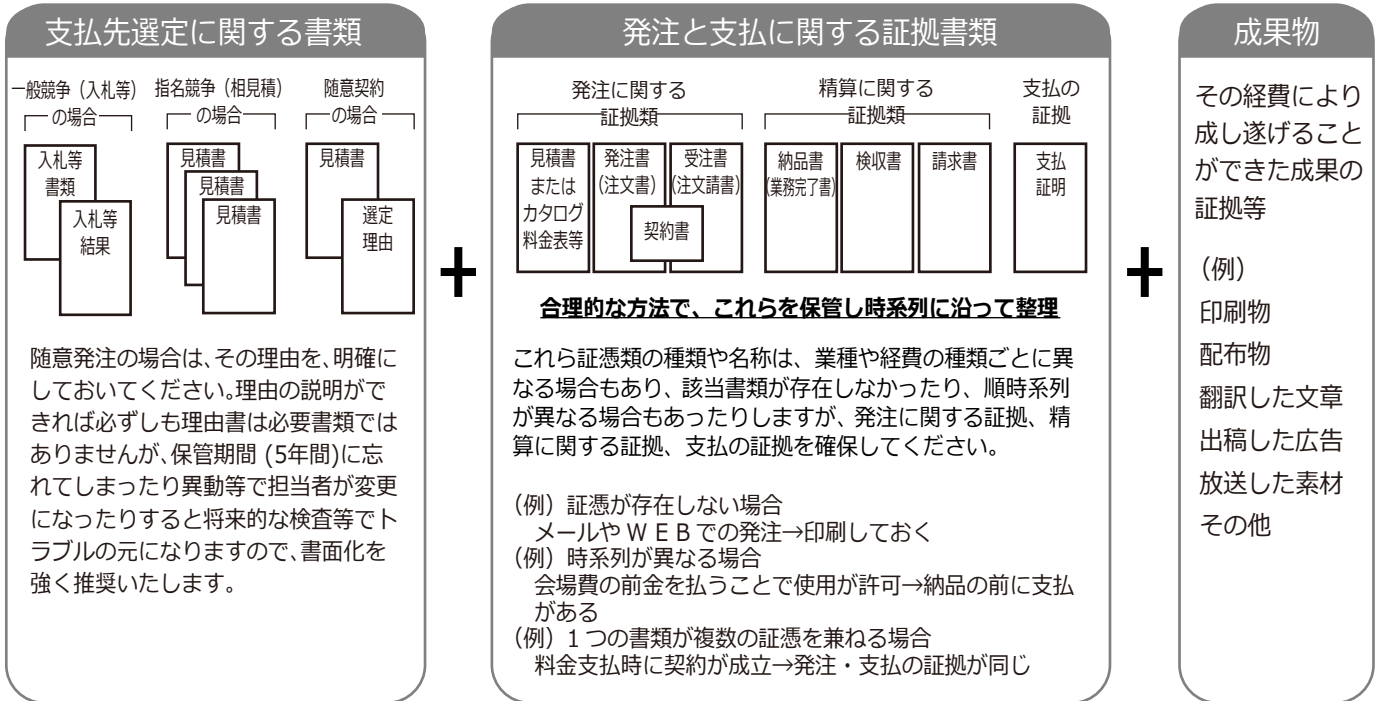 支払先選定に関する書類
一般競争（入札等）
の場合
指名競争（相見積）
の場合
随意契約
の場合
入札等
書類
入札等
結果
見積書
見積書
見積書
見積書
選定
理由
随意発注の場合は、その理由を、明確に
しておいてください。理由の説明がで
きれば必ずしも理由書は必要書類では
ありませんが、保管期間 (5年間)に忘
れてしまったり異動等で担当者が変更
になったりすると将来的な検査等でト
ラブルの元になりますので、書面化を
強く推奨いたします。
+
発注と支払に関する証拠書類
発注に関する
証拠類
精算に関する
証拠類
支払の
証拠
見積書
または
カタログ
料金表等
発注書
(注文書)
受注書
(注文請書)
契約書
納品書
(業務完了書)
検収書
請求書
支払
証明
合理的な方法で、これらを保管し時系列に沿って整理
これら証憑類の種類や名称は、業種や経費の種類ごとに異
なる場合もあり、該当書類が存在しなかったり、順時系列
が異なる場合もあったりしますが、発注に関する証拠、精
算に関する証拠、支払の証拠を確保してください。
（例）証憑が存在しない場合
メールやＷＥＢでの発注→印刷しておく
（例）時系列が異なる場合
会場費の前金を払うことで使用が許可→納品の前に支払
がある
（例）１つの書類が複数の証憑を兼ねる場合
料金支払時に契約が成立→発注・支払の証拠が同じ
+
成果物
その経費により
成し遂げること
ができた成果の
証拠等
（例）
印刷物
配布物
翻訳した文章
出稿した広告
放送した素材
その他